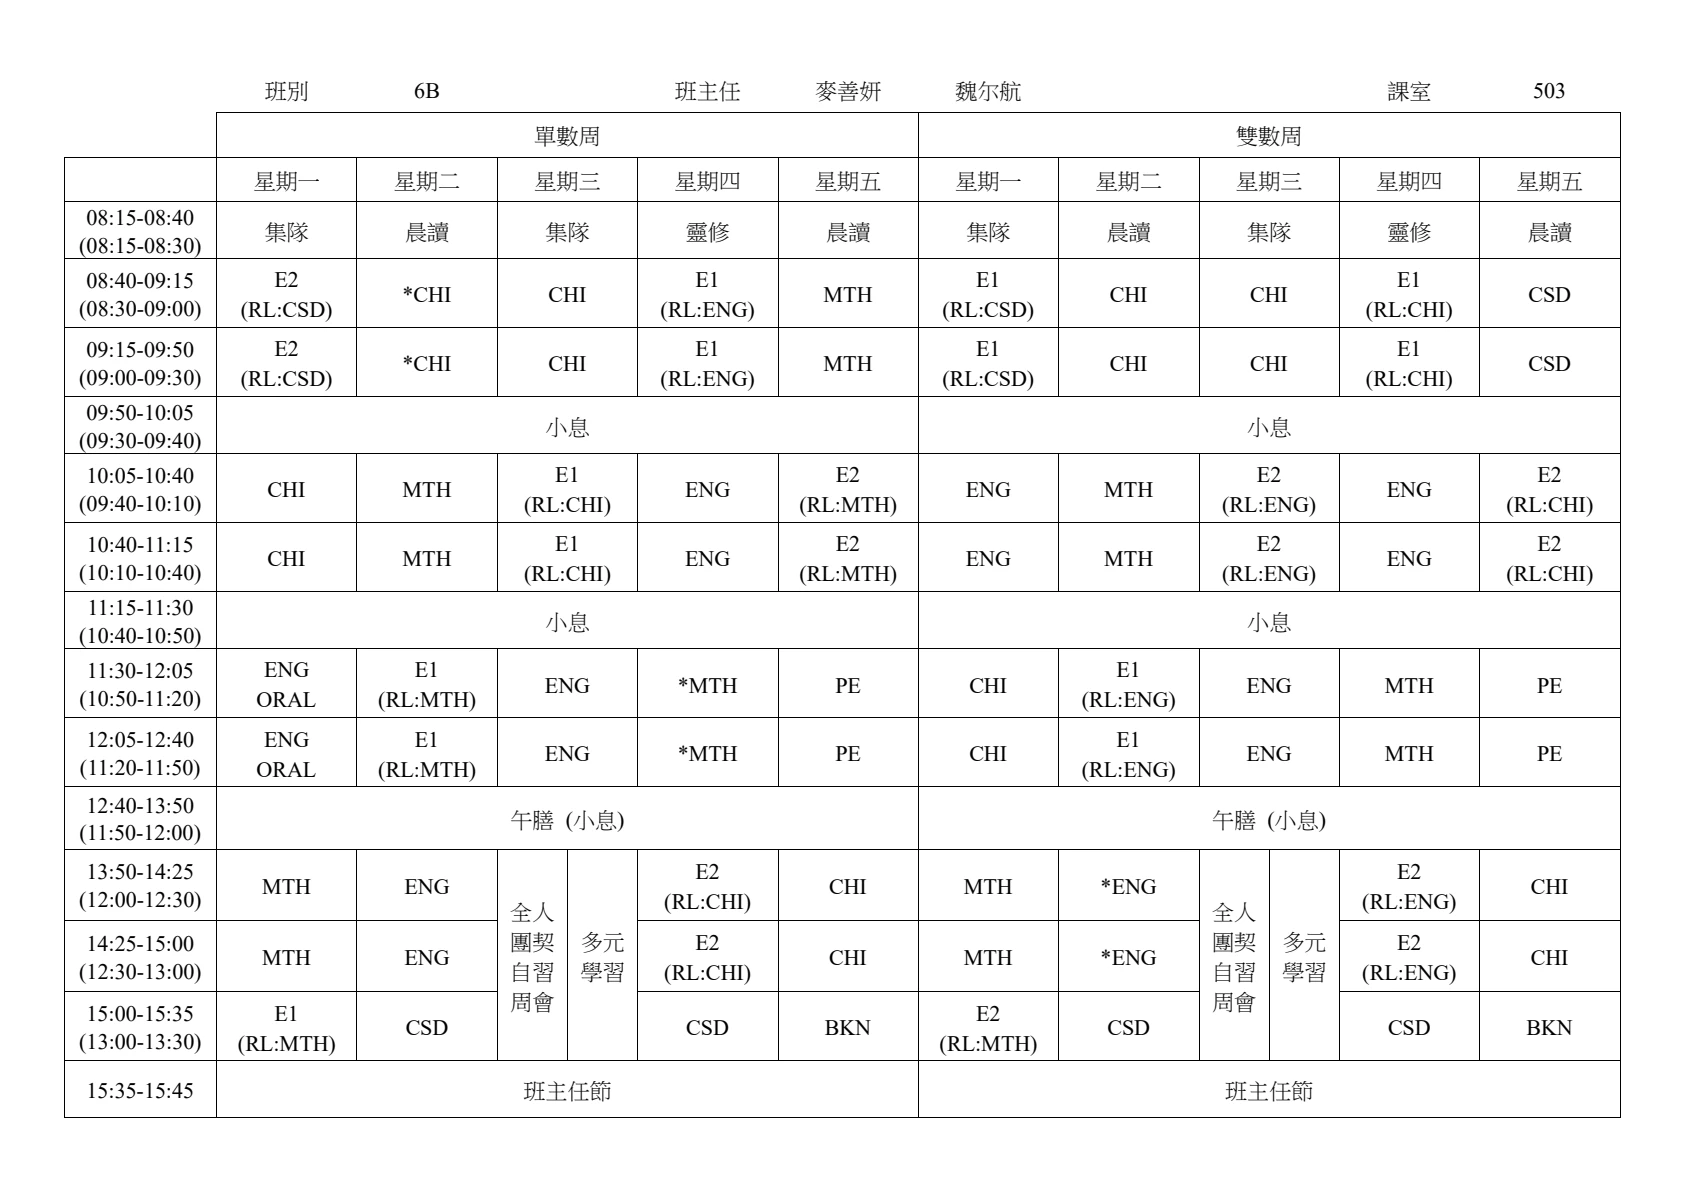 班別 6B 班主任 麥善妍 魏尔航 課室 503
單數周 雙數周
星期一 星期二 星期三 星期四 星期五 星期一 星期二 星期三 星期四 星期五
08:15-08:40
(08:15-08:30)
集隊 晨讀 集隊 靈修 晨讀 集隊 晨讀 集隊 靈修 晨讀
08:40-09:15
(08:30-09:00)
E2
(RL:CSD)
*CHI
CHI
E1
(RL:ENG)
MTH
E1
(RL:CSD)
CHI
CHI
E1
(RL:CHI)
CSD
09:15-09:50
(09:00-09:30)
E2
(RL:CSD)
*CHI
CHI
E1
(RL:ENG)
MTH
E1
(RL:CSD)
CHI
CHI
E1
(RL:CHI)
CSD
09:50-10:05
(09:30-09:40)
小息 小息
10:05-10:40
(09:40-10:10)
CHI
MTH
E1
(RL:CHI)
ENG
E2
(RL:MTH)
ENG
MTH
E2
(RL:ENG)
ENG
E2
(RL:CHI)
10:40-11:15
(10:10-10:40)
CHI
MTH
E1
(RL:CHI)
ENG
E2
(RL:MTH)
ENG
MTH
E2
(RL:ENG)
ENG
E2
(RL:CHI)
11:15-11:30
(10:40-10:50)
小息 小息
11:30-12:05
(10:50-11:20)
ENG
ORAL
E1
(RL:MTH)
ENG
*MTH
PE
CHI
E1
(RL:ENG)
ENG
MTH
PE
12:05-12:40
(11:20-11:50)
ENG
ORAL
E1
(RL:MTH)
ENG
*MTH
PE
CHI
E1
(RL:ENG)
ENG
MTH
PE
12:40-13:50
(11:50-12:00)
午膳 (小息) 午膳 (小息)
13:50-14:25
(12:00-12:30)
MTH
ENG
全人
團契
自習
周會
多元
學習
E2
(RL:CHI)
CHI
MTH
*ENG
全人
團契
自習
周會
多元
學習
E2
(RL:ENG)
CHI
14:25-15:00
(12:30-13:00)
MTH
ENG
E2
(RL:CHI)
CHI
MTH
*ENG
E2
(RL:ENG)
CHI
15:00-15:35
(13:00-13:30)
E1
(RL:MTH)
CSD
CSD
BKN
E2
(RL:MTH)
CSD
CSD
BKN
15:35-15:45
班主任節 班主任節